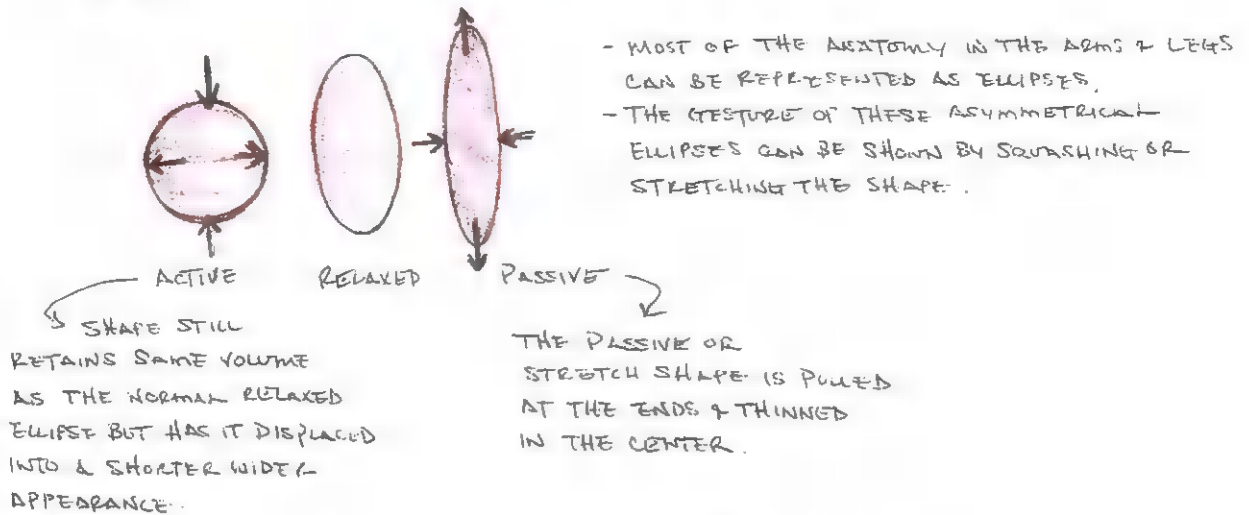 - MOST OF THE ANATOMY IN THE ARMS & LEGS
CAN BE REPRESENTED AS ELLIPSES.
- THE GESTURE OF THESE ASYMMETRICAL
ELLIPSES CAN BE SHOWN BY SQUASHING OR
STRETCHING THE SHAPE.
ACTIVE
RELAXED
PASSIVE
SHAPE STILL
RETAINS SAME VOLUME
AS THE NORMAL RELAXED
ELLIPSE BUT HAS IT DISPLACED
INTO A SHORTER WIDER
APPEARANCE.
THE PASSIVE OR
STRETCH SHAPE IS PULLED
AT THE ENDS & THINNED
IN THE CENTER.